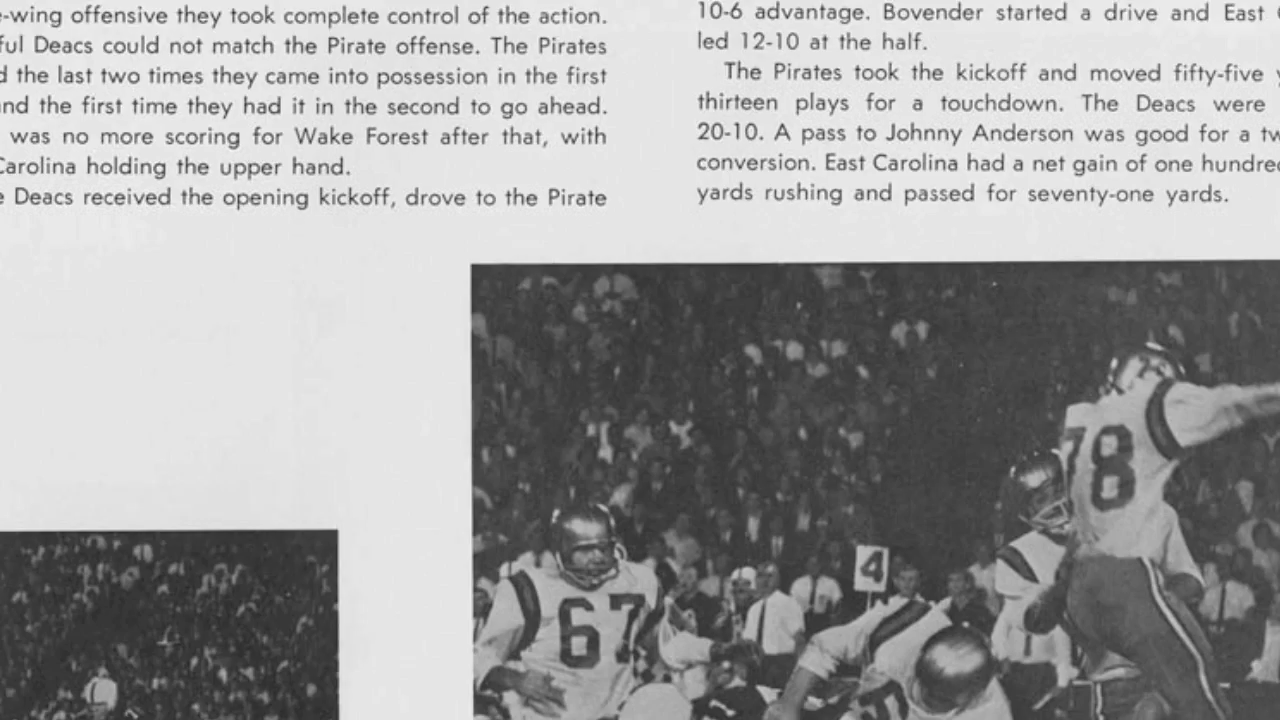 -wing offensive they took complete control of the action.
ful Deacs could not match the Pirate offense. The Pirates
d the last two times they came into possession in the first
and the first time they had it in the second to go ahead.
was no more scoring for Wake Forest after that, with
Carolina holding the upper hand.
e Deacs received the opening kickoff, drove to the Pirate
10-6 advantage. Bovender started a drive and East
led 12-10 at the half.
The Pirates took the kickoff and moved fifty-five
thirteen plays for a touchdown. The Deacs were
20-10. A pass to Johnny Anderson was good for a tw
conversion. East Carolina had a net gain of one hundred
yards rushing and passed for seventy-one yards.
78
4
67